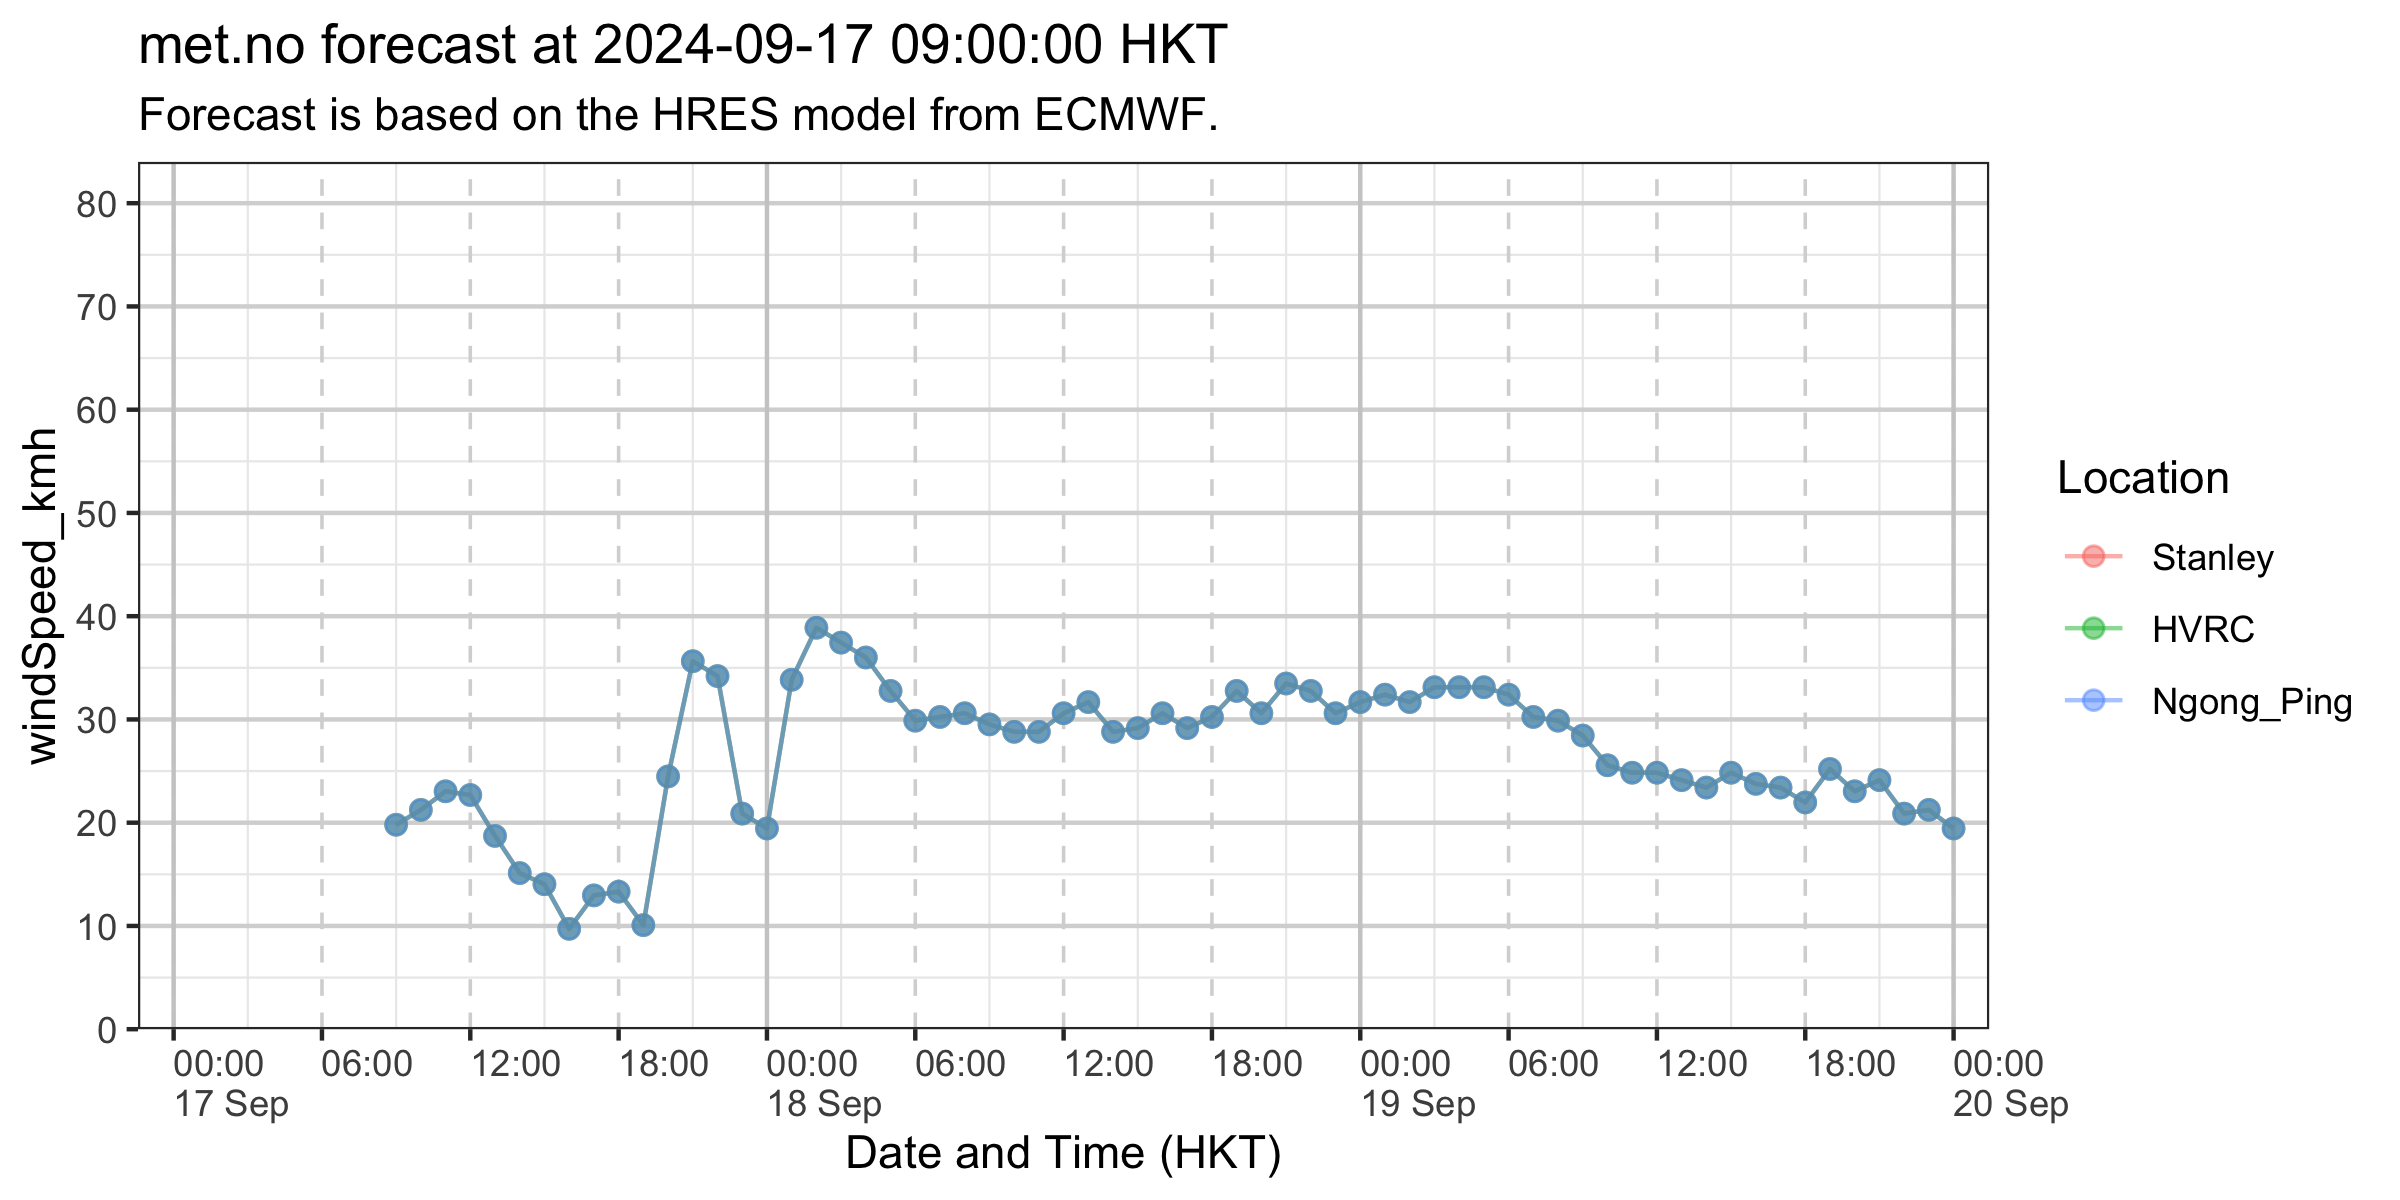 met.no forecast at 2024-09-17 09:00:00 HKT
Forecast is based on the HRES model from ECMWF.
windSpeed_kmh
80
70
60
50
40
30
20
10
0
00:00 06:00 12:00 18:00 00:00 06:00 12:00 18:00 00:00 06:00 12:00 18:00 00:00
17 Sep 18 Sep 19 Sep 20 Sep
Date and Time (HKT)
Location
Stanley
HVRC
Ngong_Ping